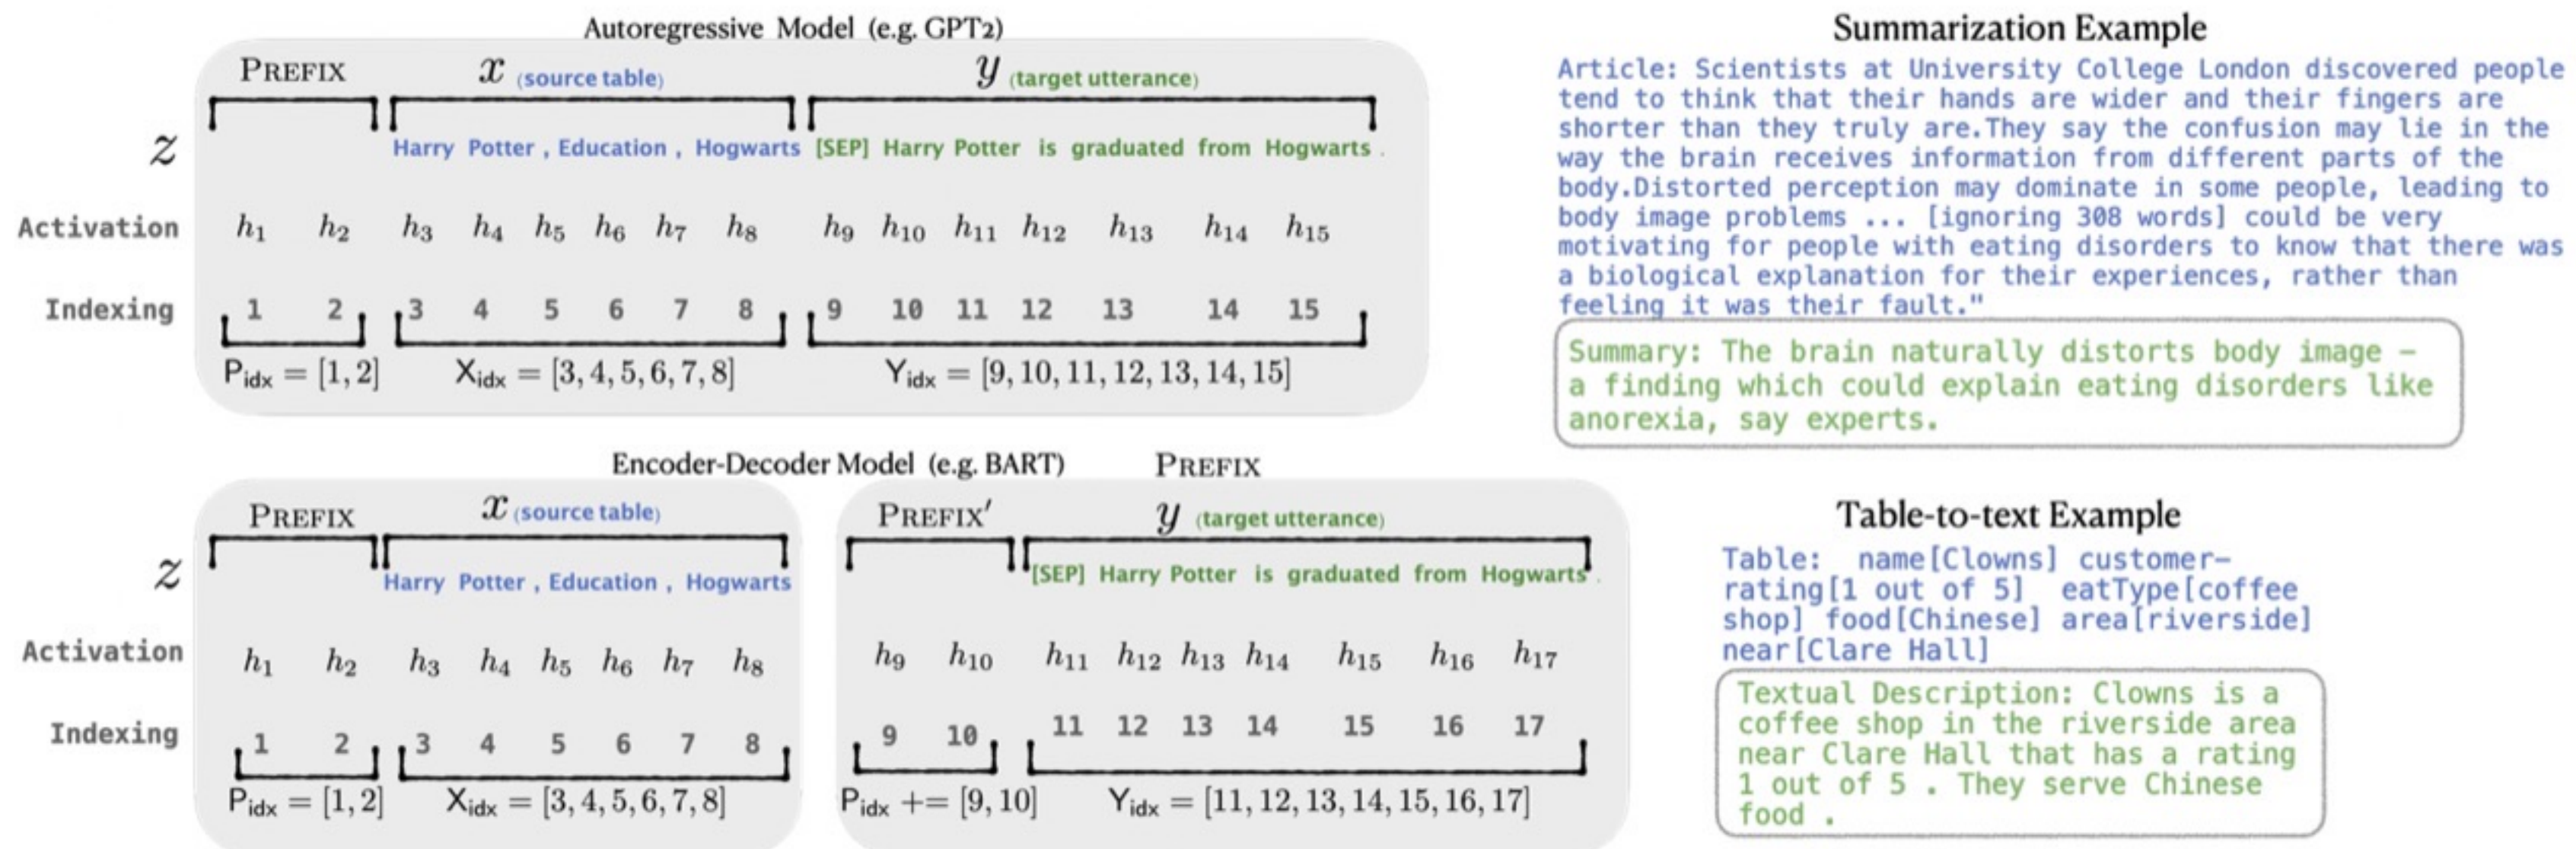 Autoregressive Model (e.g. GPT2)
PREFIX x (source table) y (target utterance)
z Harry Potter , Education , Hogwarts [SEP] Harry Potter is graduated from Hogwarts .
Activation h1 h2 h3 h4 h5 h6 h7 h8 h9 h10 h11 h12 h13 h14 h15
Indexing 1 2 3 4 5 6 7 8 9 10 11 12 13 14 15
Pidx = [1, 2] Xidx = [3, 4, 5, 6, 7, 8] Yidx = [9, 10, 11, 12, 13, 14, 15]
Encoder-Decoder Model (e.g. BART) PREFIX
PREFIX x (source table) PREFIX′ y (target utterance)
z Harry Potter , Education , Hogwarts [SEP] Harry Potter is graduated from Hogwarts .
Activation h1 h2 h3 h4 h5 h6 h7 h8 h9 h10 h11 h12 h13 h14 h15 h16 h17
Indexing 1 2 3 4 5 6 7 8 9 10 11 12 13 14 15 16 17
Pidx = [1, 2] Xidx = [3, 4, 5, 6, 7, 8] Pidx += [9, 10] Yidx = [11, 12, 13, 14, 15, 16, 17]
Summarization Example
Article: Scientists at University College London discovered people
tend to think that their hands are wider and their fingers are
shorter than they truly are.They say the confusion may lie in the
way the brain receives information from different parts of the
body.Distorted perception may dominate in some people, leading to
body image problems ... [ignoring 308 words] could be very
motivating for people with eating disorders to know that there was
a biological explanation for their experiences, rather than
feeling it was their fault."
Summary: The brain naturally distorts body image –
a finding which could explain eating disorders like
anorexia, say experts.
Table-to-text Example
Table: name[Clowns] customer-
rating[1 out of 5] eatType[coffee
shop] food[Chinese] area[riverside]
near[Clare Hall]
Textual Description: Clowns is a
coffee shop in the riverside area
near Clare Hall that has a rating
1 out of 5 . They serve Chinese
food .